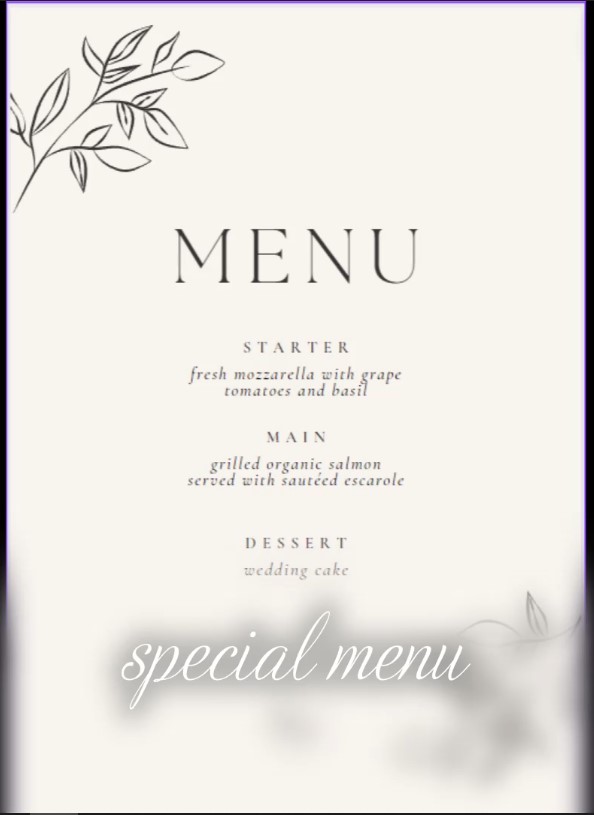 MENU
STARTER
fresh mozzarella with grape
tomatoes and basil
MAIN
grilled organic salmon
served with sautéed escarole
DESSERT
wedding cake
special menu